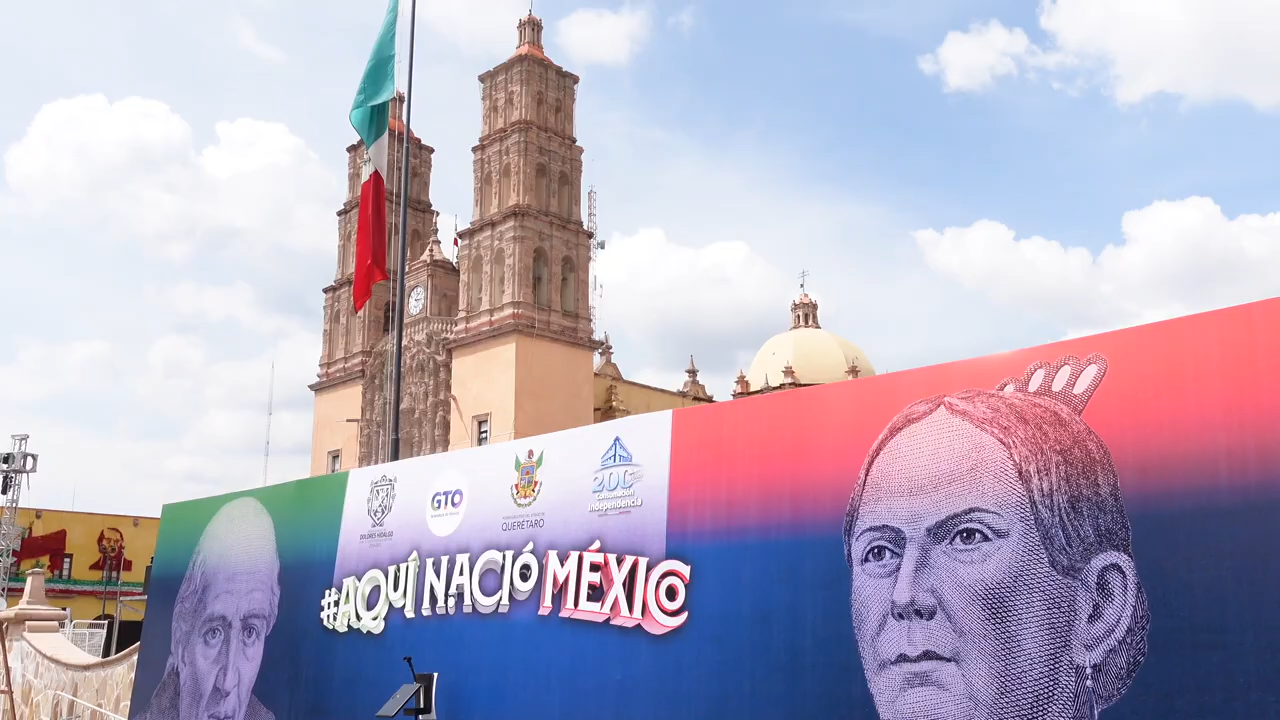 DOLORES HIDALGO
GTO
QUERÉTARO
200
Consumación
Independencia
#AQUÍ NACIÓ MÉXICO